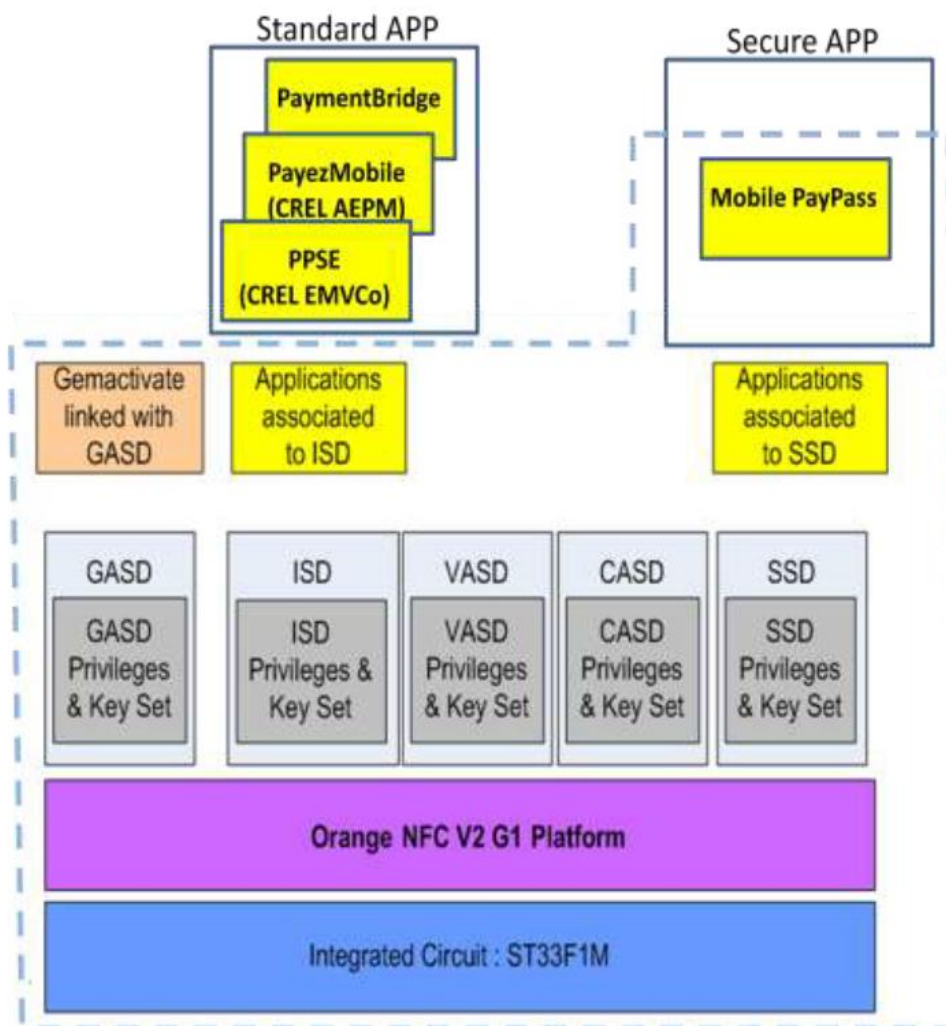 Standard APP
Secure APP
PaymentBridge
PayezMobile
(CREL AEPM)
PPSE
(CREL EMVCo)
Mobile PayPass
Gemactivate
linked with
GASD
Applications
associated
to ISD
Applications
associated
to SSD
GASD
GASD
Privileges
& Key Set
ISD
ISD
Privileges &
Key Set
VASD
VASD
Privileges
& Key Set
CASD
CASD
Privileges
& Key Set
SSD
SSD
Privileges
& Key Set
Orange NFC V2 G1 Platform
Integrated Circuit : ST33F1M